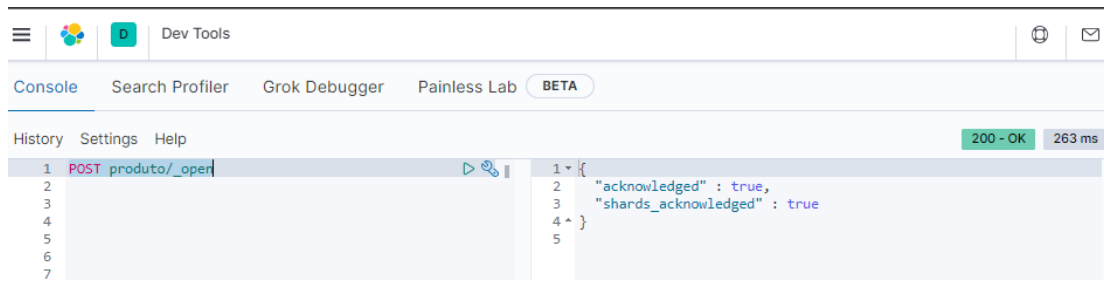 D Dev Tools
Console Search Profiler Grok Debugger Painless Lab BETA
History Settings Help 200 - OK 263 ms
1 POST produto/_open
2
3
4
5
6
7
1 {
2 "acknowledged" : true,
3 "shards_acknowledged" : true
4 }
5